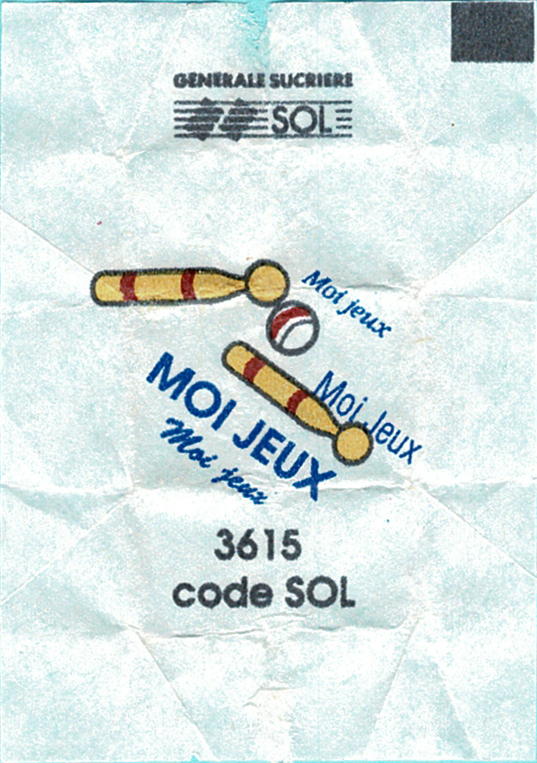 GENERALE SUCRIERE
SOL
Moi jeux
Moi Jeux
MOI JEUX
Moi jeux
3615
code SOL